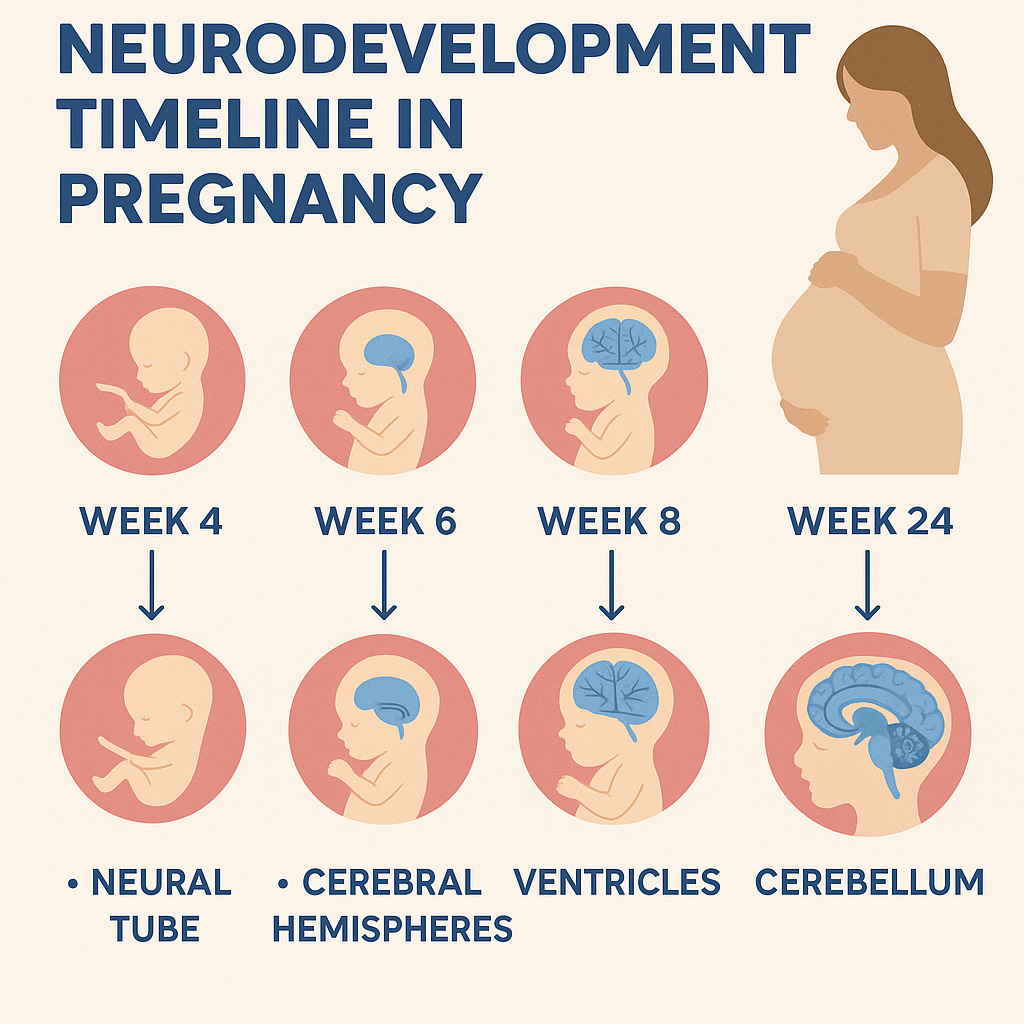 NEURODEVELOPMENT
TIMELINE IN
PREGNANCY
WEEK 4
WEEK 6
WEEK 8
WEEK 24
• NEURAL
TUBE
• CEREBRAL
HEMISPHERES
VENTRICLES
CEREBELLUM